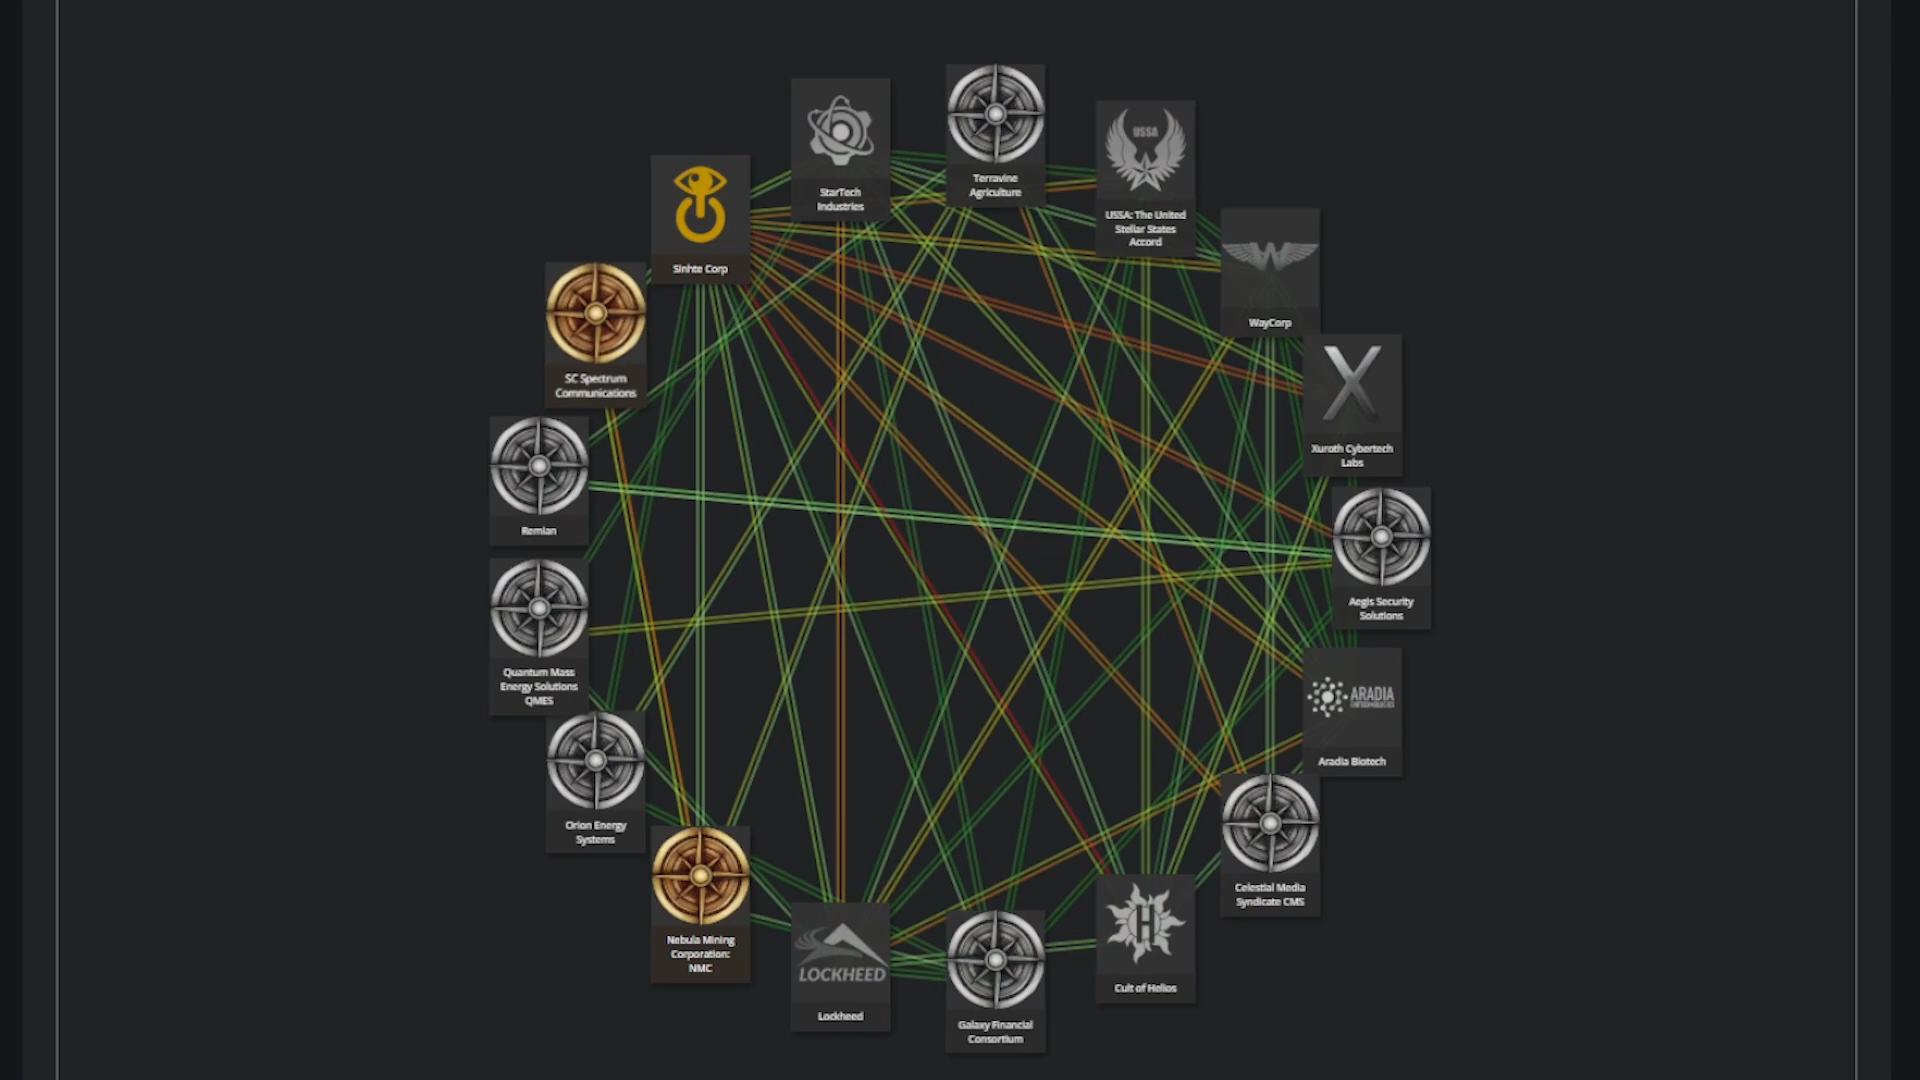 StarTech
Industries
Terravine
Agriculture
USSA
USSA: The United
Stellar States
Accord
Sinhte Corp
WayCorp
SC Spectrum
Communications
Xuroth Cybertech
Labs
Remian
Aegis Security
Solutions
Quantum Mass
Energy Solutions
QMES
ARADIA
Aradia Biotech
Orion Energy
Systems
Celestial Media
Syndicate CMS
Nebula Mining
Corporation:
NMC
LOCKHEED
Lockheed
H
Cult of Helios
Galaxy Financial
Consortium